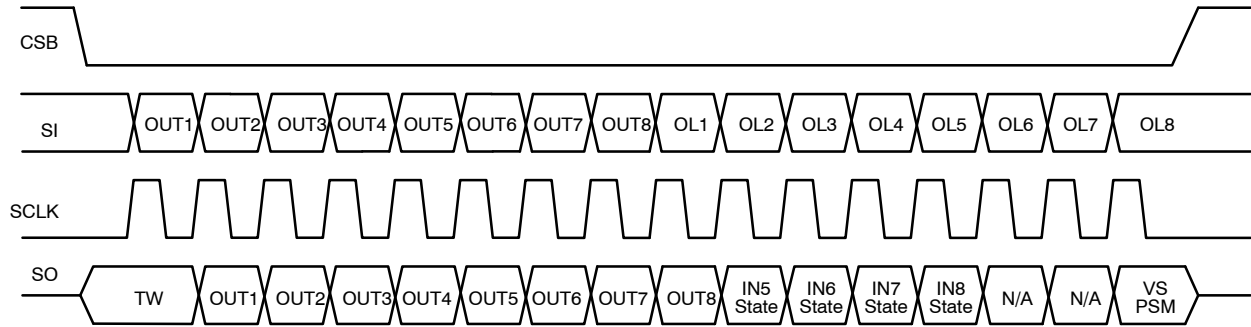 CSB
SI OUT1 OUT2 OUT3 OUT4 OUT5 OUT6 OUT7 OUT8 OL1 OL2 OL3 OL4 OL5 OL6 OL7 OL8
SCLK
SO TW OUT1 OUT2 OUT3 OUT4 OUT5 OUT6 OUT7 OUT8 IN5 State IN6 State IN7 State IN8 State N/A N/A VS PSM